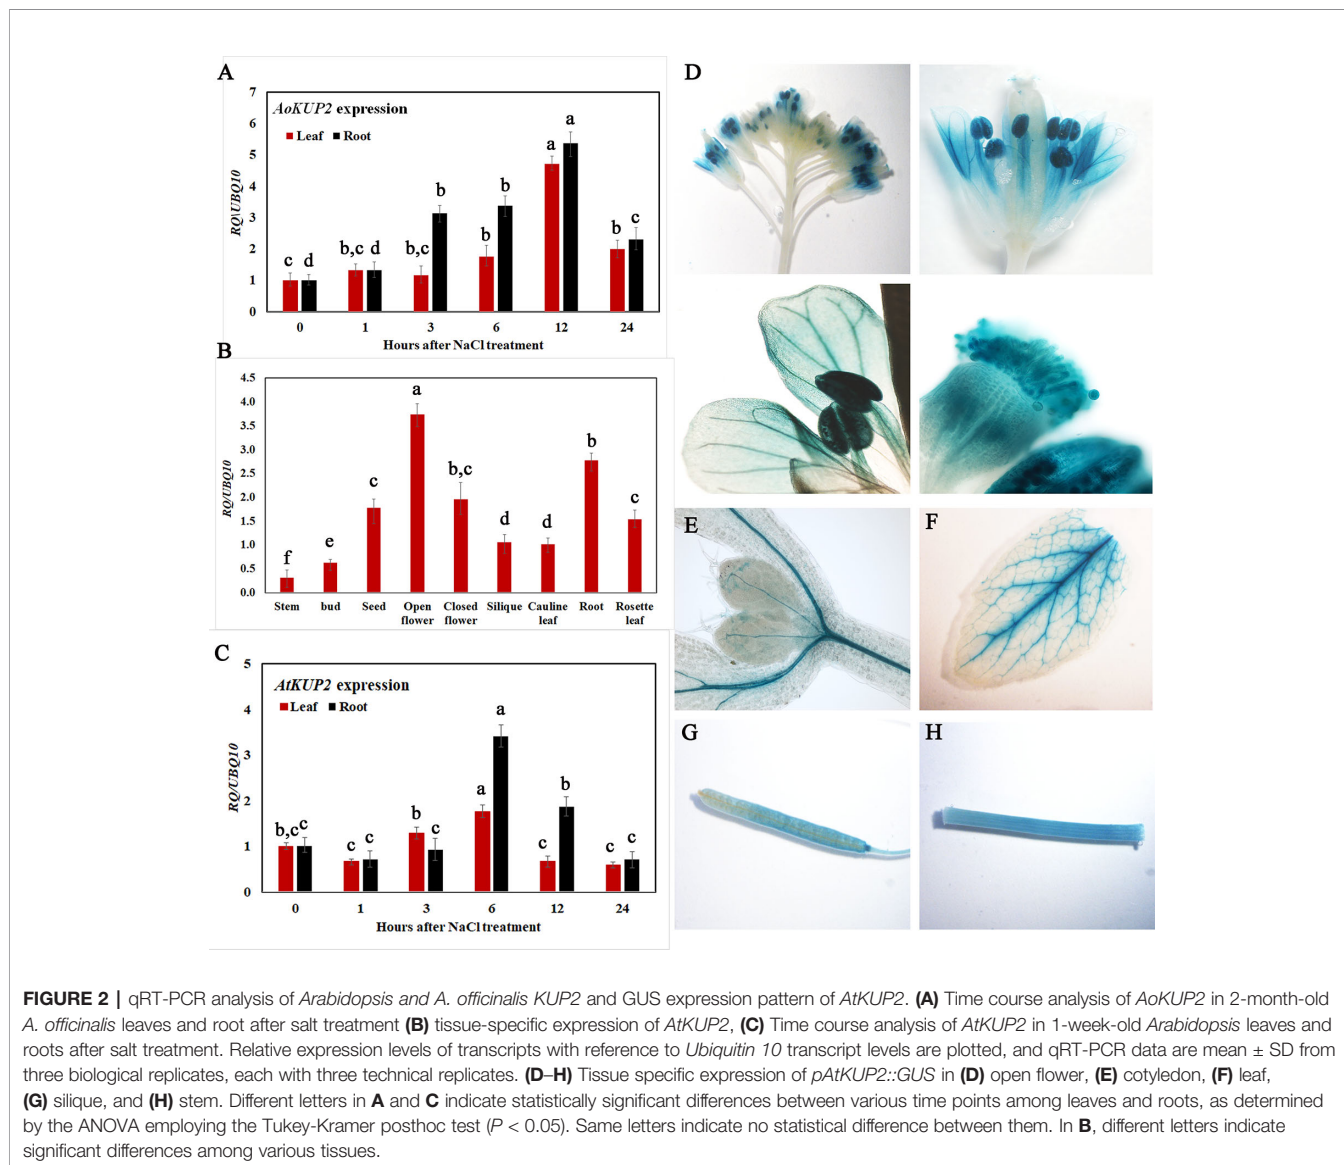 A
AoKUP2 expression
Leaf Root
RQ\UBQ10
7
6
5
4
3
2
1
0
c d b,c d b,c b b b a a b c
0 1 3 6 12 24
Hours after NaCl treatment
B
RQ/UBQ10
4.5
4.0
3.5
3.0
2.5
2.0
1.5
1.0
0.5
0.0
f e c a b,c d d b c
Stem bud Seed Open Closed Silique Cauline Root Rosette
flower flower leaf leaf
C
AtKUP2 expression
Leaf Root
RQ/UBQ10
5
4
3
2
1
0
b,c c c c b c a a c b c c
0 1 3 6 12 24
Hours after NaCl treatment
D
E
F
G
H
FIGURE 2 | qRT-PCR analysis of Arabidopsis and A. officinalis KUP2 and GUS expression pattern of AtKUP2. (A) Time course analysis of AoKUP2 in 2-month-old
A. officinalis leaves and root after salt treatment (B) tissue-specific expression of AtKUP2, (C) Time course analysis of AtKUP2 in 1-week-old Arabidopsis leaves and
roots after salt treatment. Relative expression levels of transcripts with reference to Ubiquitin 10 transcript levels are plotted, and qRT-PCR data are mean ± SD from
three biological replicates, each with three technical replicates. (D–H) Tissue specific expression of pAtKUP2::GUS in (D) open flower, (E) cotyledon, (F) leaf,
(G) silique, and (H) stem. Different letters in A and C indicate statistically significant differences between various time points among leaves and roots, as determined
by the ANOVA employing the Tukey-Kramer posthoc test (P < 0.05). Same letters indicate no statistical difference between them. In B, different letters indicate
significant differences among various tissues.